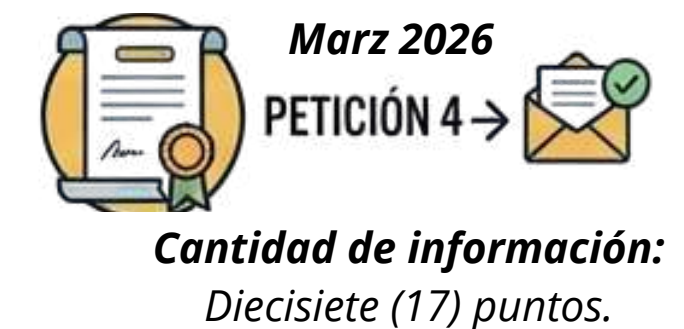 Marz 2026
PETICIÓN 4→
Cantidad de información:
Diecisiete (17) puntos.